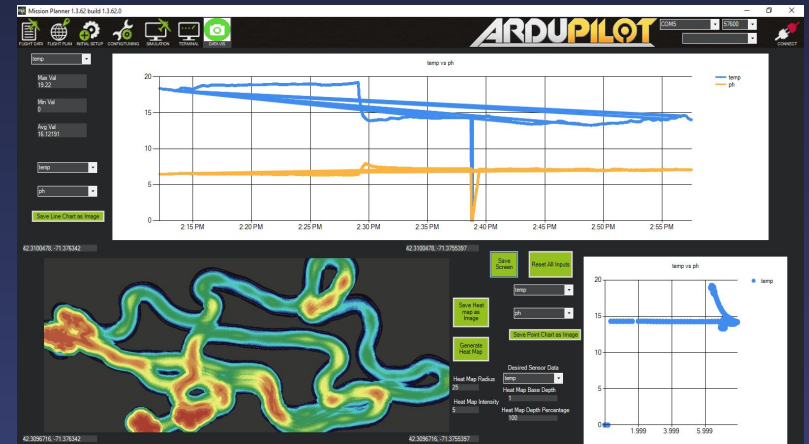 Mission Planner 1.3.62 build 1.3.62.0
FLIGHT DATA FLIGHT PLAN INITIAL SETUP CONFIG/TUNING SIMULATION TERMINAL DATA VIS
ARDUPILOT
COM5 57600
CONNECT
temp
Max Val
19.22
Min Val
0
Avg Val
16.12191
temp
ph
Save Line Chart as Image
temp vs ph
temp
ph
20
15
10
5
0
2:15 PM 2:20 PM 2:25 PM 2:30 PM 2:35 PM 2:40 PM 2:45 PM 2:50 PM 2:55 PM
42.3100478, -71.376342 42.3100478, -71.3755397
Save Screen
Reset All Inputs
temp
ph
Save Point Chart as Image
Save Heat map as Image
Generate Heat Map
Desired Sensor Data
temp
Heat Map Radius
25
Heat Map Base Depth
1
Heat Map Intensity
5
Heat Map Depth Percentage
100
42.3096716, -71.376342 42.3096716, -71.3755397
temp vs ph
temp
20
15
10
5
0
1.999 3.999 5.999